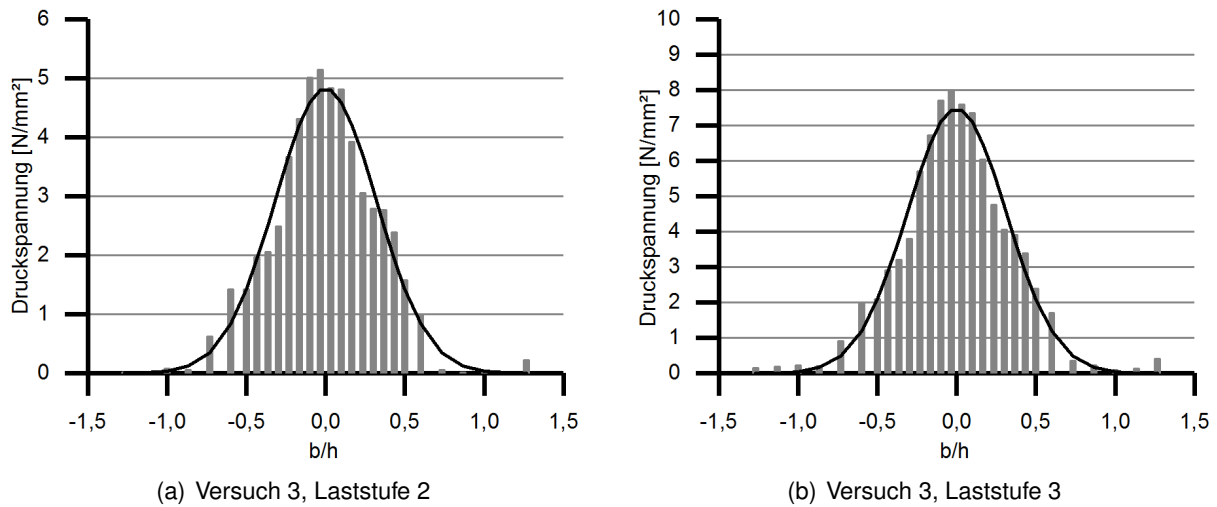 Druckspannung [N/mm²]
6
5
4
3
2
1
0
-1,5 -1,0 -0,5 0,0 0,5 1,0 1,5
b/h
(a) Versuch 3, Laststufe 2
Druckspannung [N/mm²]
10
9
8
7
6
5
4
3
2
1
0
-1,5 -1,0 -0,5 0,0 0,5 1,0 1,5
b/h
(b) Versuch 3, Laststufe 3